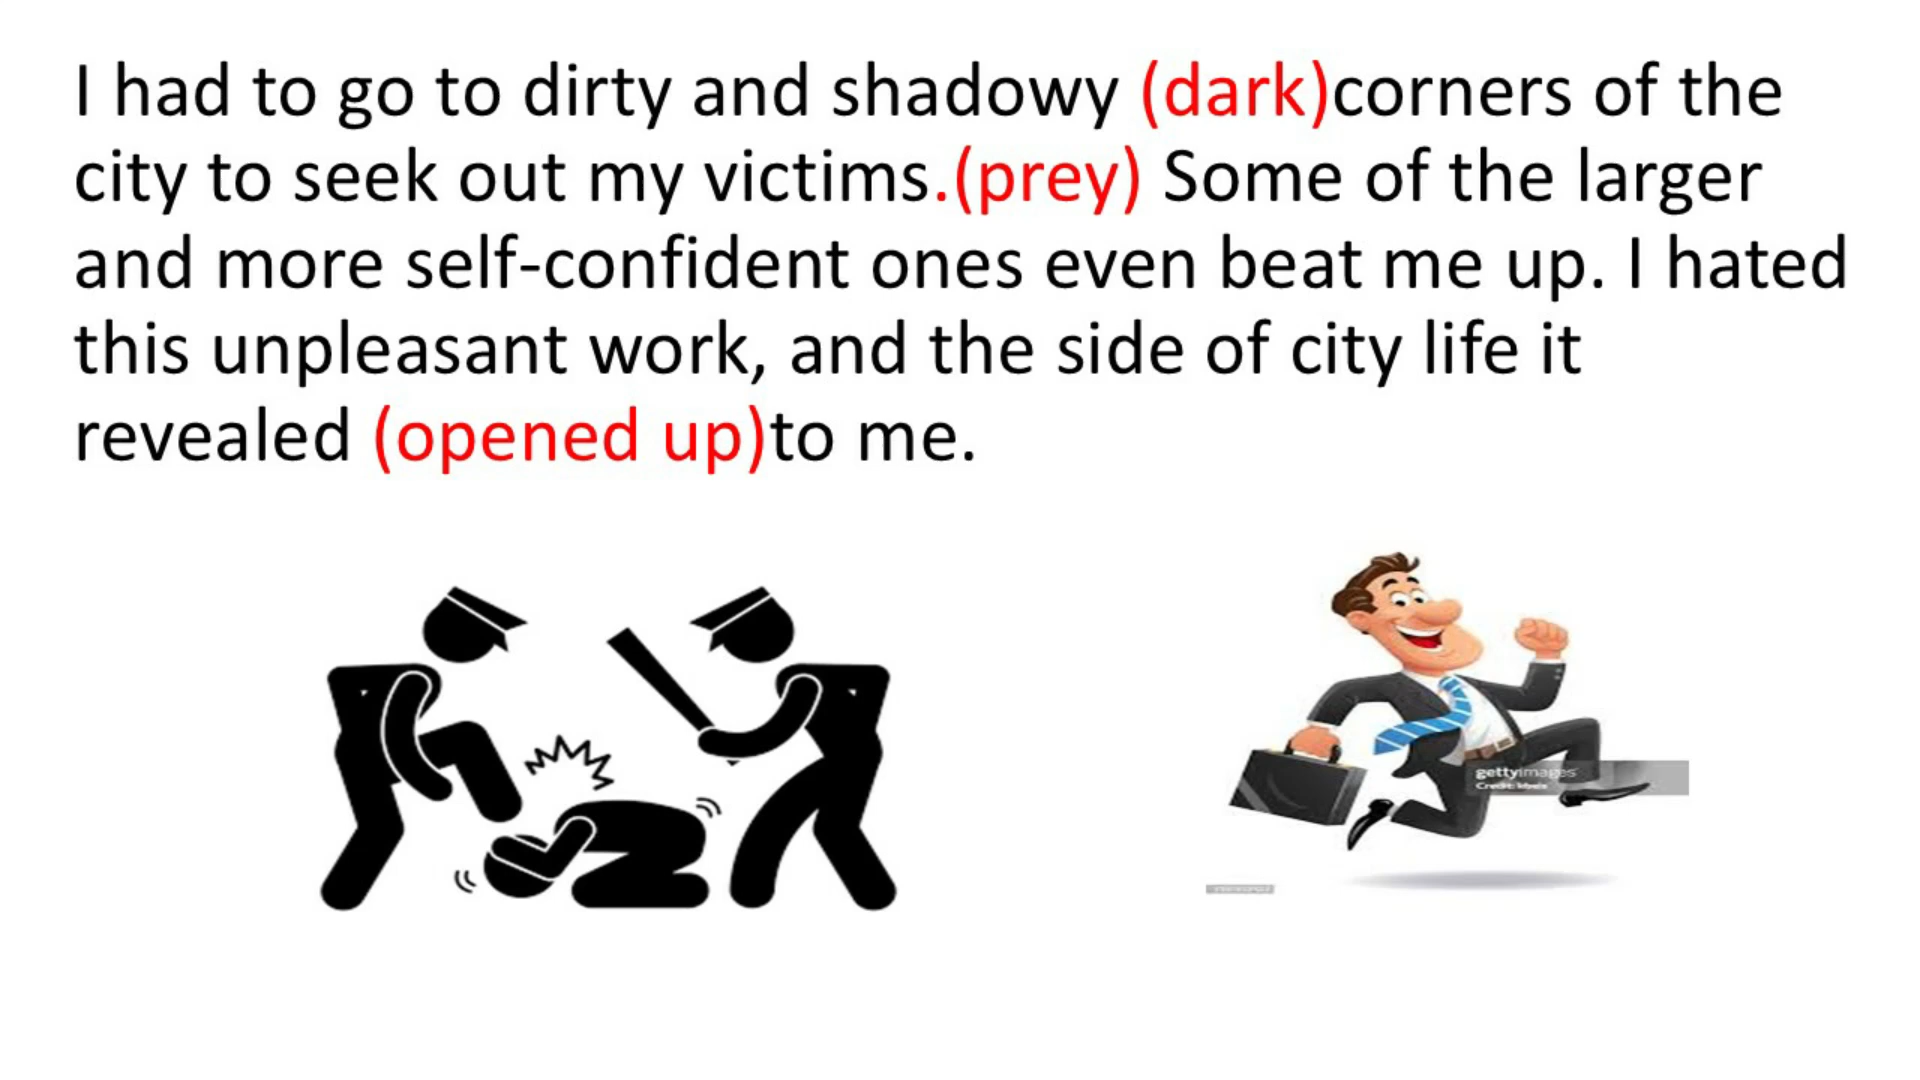 I had to go to dirty and shadowy (dark)corners of the
city to seek out my victims.(prey) Some of the larger
and more self-confident ones even beat me up. I hated
this unpleasant work, and the side of city life it
revealed (opened up)to me.
gettyimages